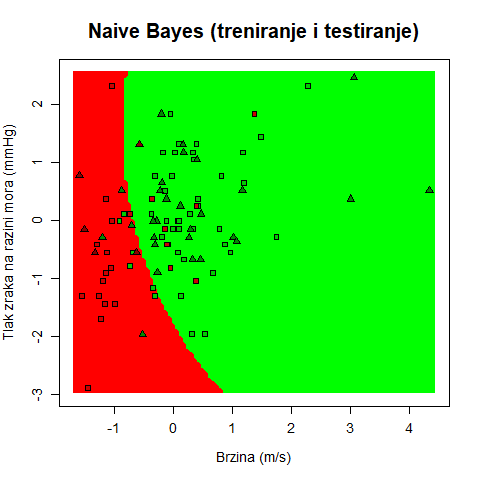 Naive Bayes (treniranje i testiranje)
Tlak zraka na razini mora (mmHg)
2
1
0
-1
-2
-3
-1 0 1 2 3 4
Brzina (m/s)